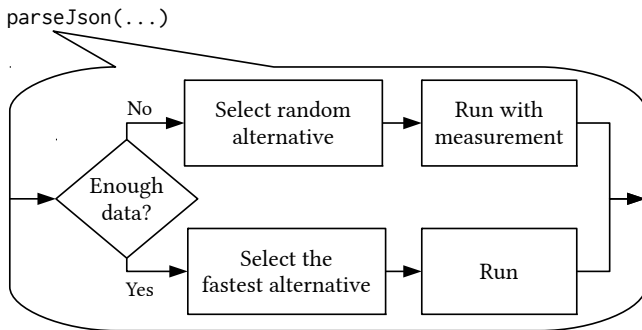 parseJson(...)
No
Select random
alternative
Run with
measurement
Enough
data?
Yes
Select the
fastest alternative
Run